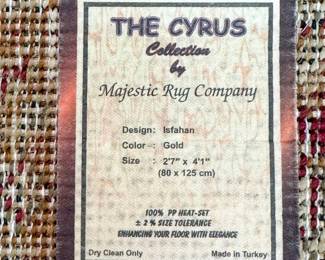 THE CYRUS
Collection
by
Majestic Rug Company
Design: Isfahan
Color: Gold
Size : 2'7" x 4'1"
(80 x 125 cm)
100% PP HEAT-SET
± 2 % SIZE TOLERANCE
ENHANCING YOUR FLOOR WITH ELEGANCE
Dry Clean Only Made in Turkey